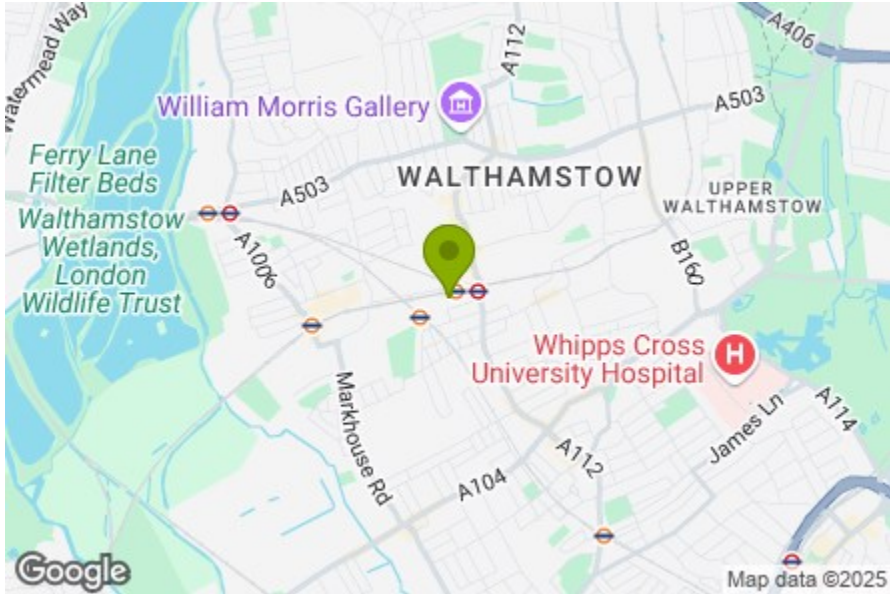 Watermead Way
A112
A406
William Morris Gallery
A503
Ferry Lane
Filter Beds
A503
WALTHAMSTOW
UPPER
WALTHAMSTOW
Walthamstow
Wetlands,
London
Wildlife Trust
A1006
B160
Whipps Cross
University Hospital
H
Markhouse Rd
A114
James Ln
A112
A104
Google
Map data ©2025